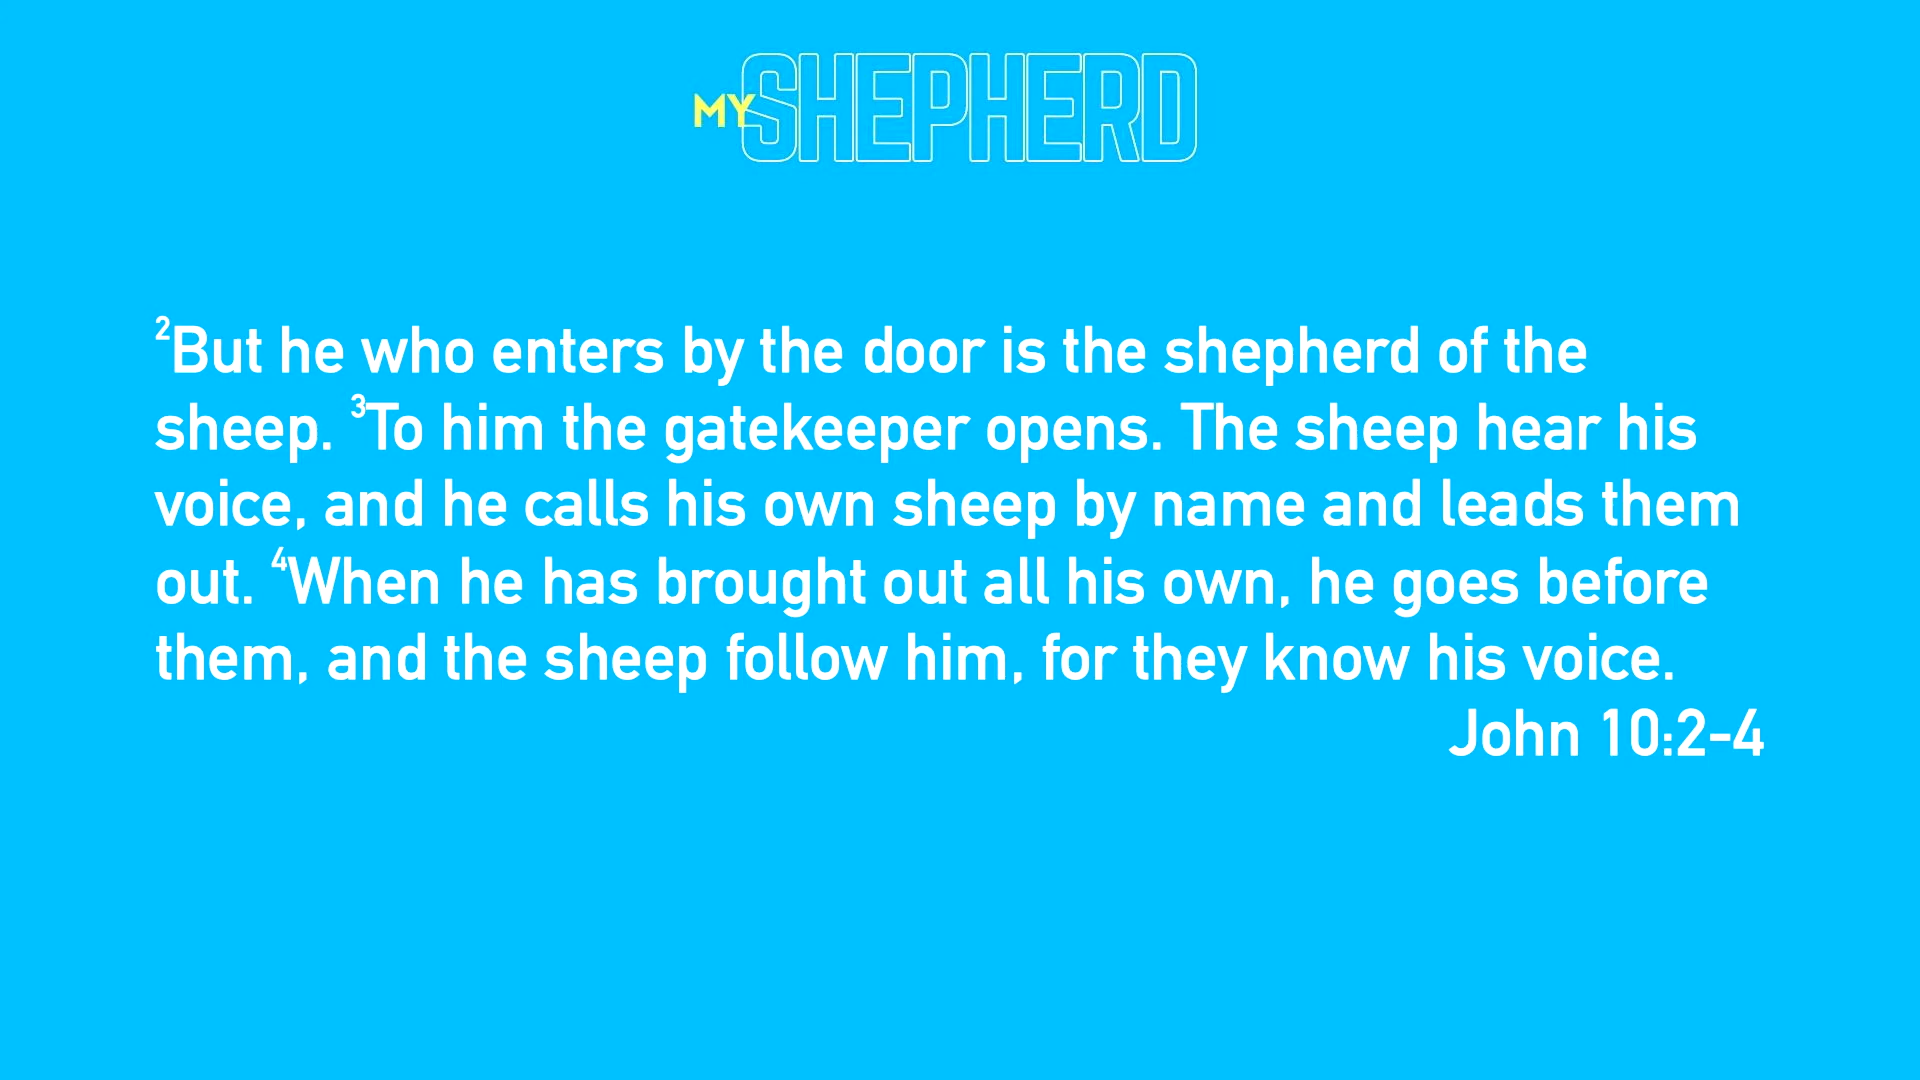 MY SHEPHERD
²But he who enters by the door is the shepherd of the
sheep. ³To him the gatekeeper opens. The sheep hear his
voice, and he calls his own sheep by name and leads them
out. ⁴When he has brought out all his own, he goes before
them, and the sheep follow him, for they know his voice.
John 10:2-4